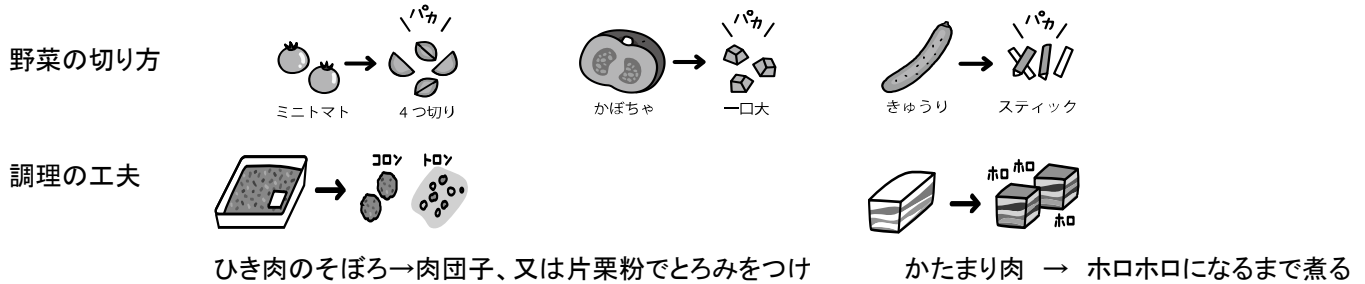 パカ
パカ
パカ
野菜の切り方
ミニトマト
４つ切り
かぼちゃ
一口大
きゅうり
スティック
調理の工夫
コロン
トロン
ホロ
ホロ
ホロ
ひき肉のそぼろ→肉団子、又は片栗粉でとろみをつけ
かたまり肉　→　ホロホロになるまで煮る